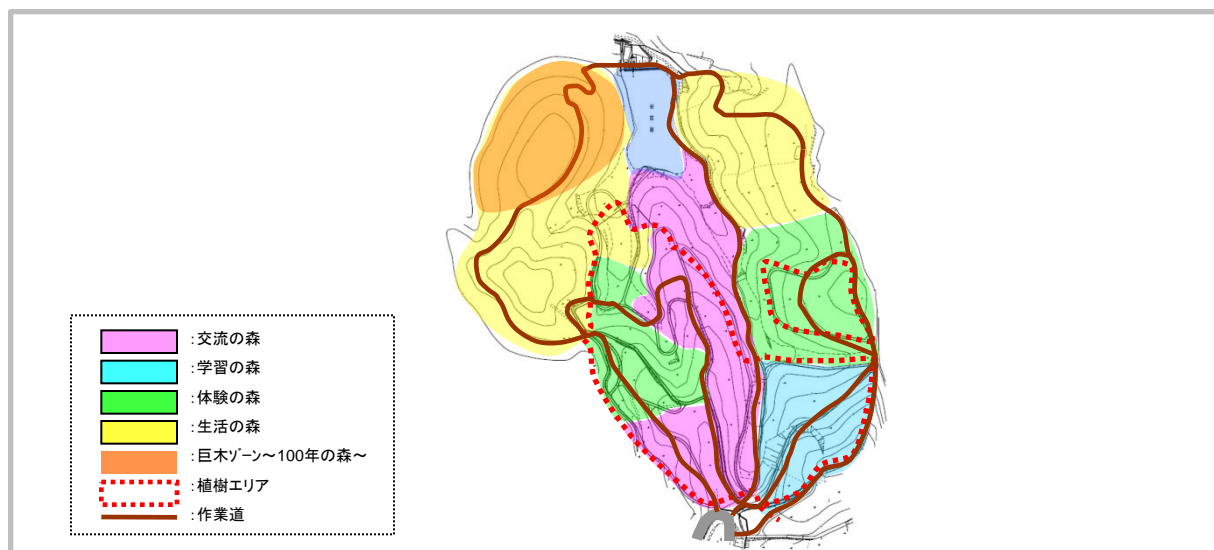 :交流の森
:学習の森
:体験の森
:生活の森
:巨木ゾーン～100年の森～
:植樹エリア
:作業道